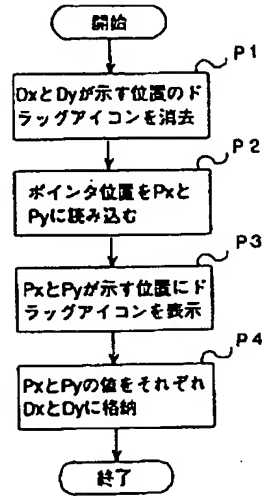 開始
P1
DxとDyが示す位置のド
ラッグアイコンを消去
P2
ポインタ位置をPxと
Pyに読み込む
P3
PxとPyが示す位置にド
ラッグアイコンを表示
P4
PxとPyの値をそれぞれ
DxとDyに格納
終了